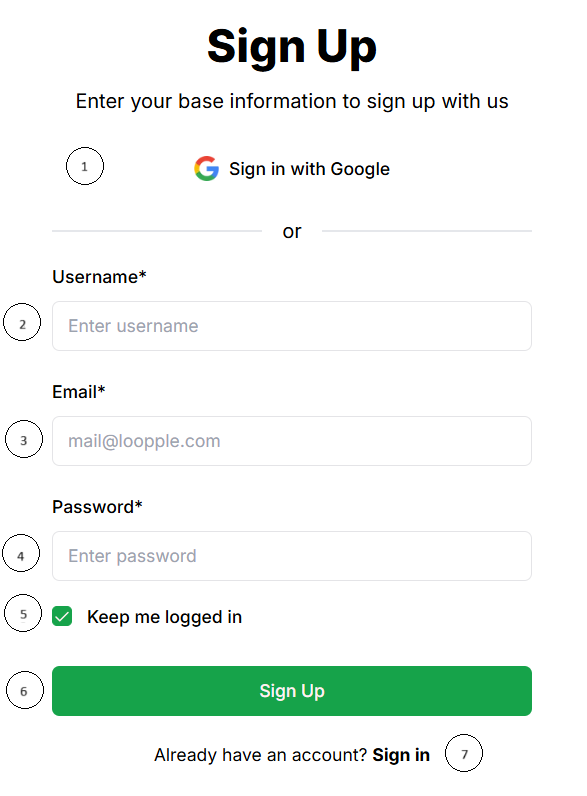 Sign Up
Enter your base information to sign up with us
1 Sign in with Google
or
Username*
2 Enter username
Email*
3 mail@loopple.com
Password*
4 Enter password
5 Keep me logged in
6 Sign Up
Already have an account? Sign in 7